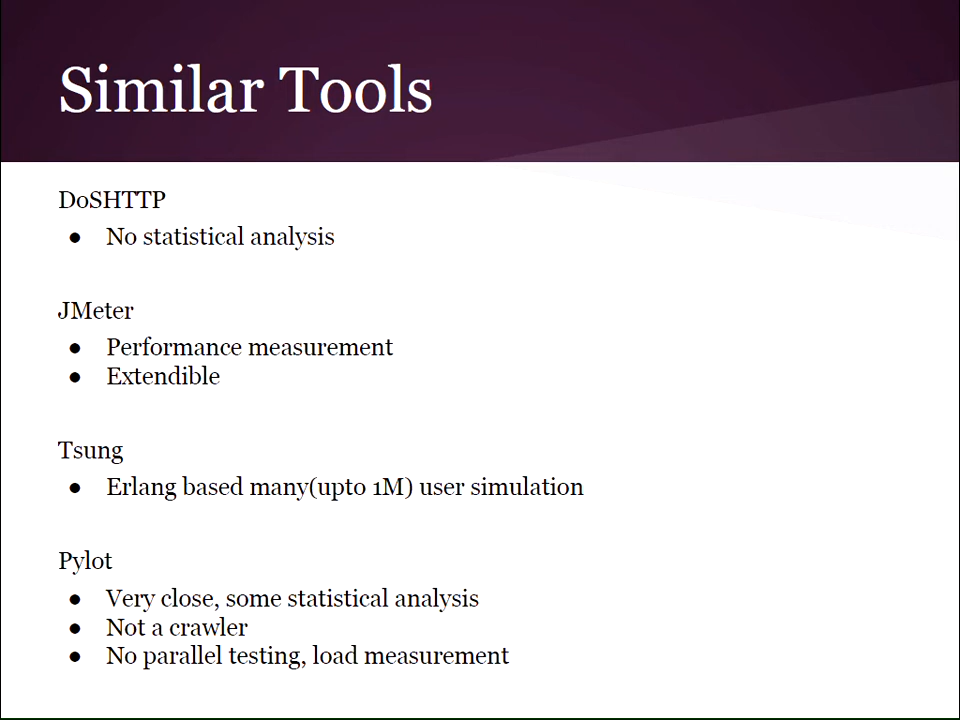 Similar Tools
DoSHTTP
● No statistical analysis
JMeter
● Performance measurement
● Extendible
Tsung
● Erlang based many(upto 1M) user simulation
Pylot
● Very close, some statistical analysis
● Not a crawler
● No parallel testing, load measurement